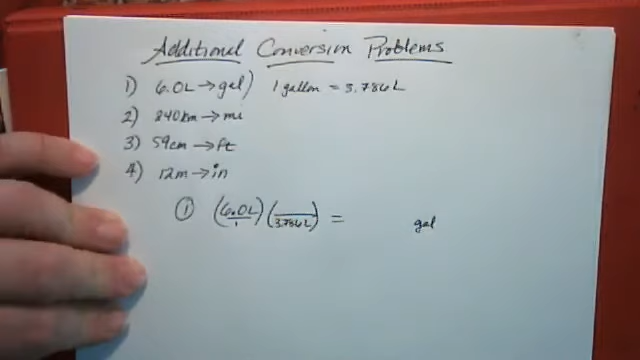 Additional Conversion Problems
1) 6.0L → gal) 1 gallon = 3.786L
2) 240km → mi
3) 59cm → ft
4) 12m → in
① (6.0L/1)( /3.786L) = gal